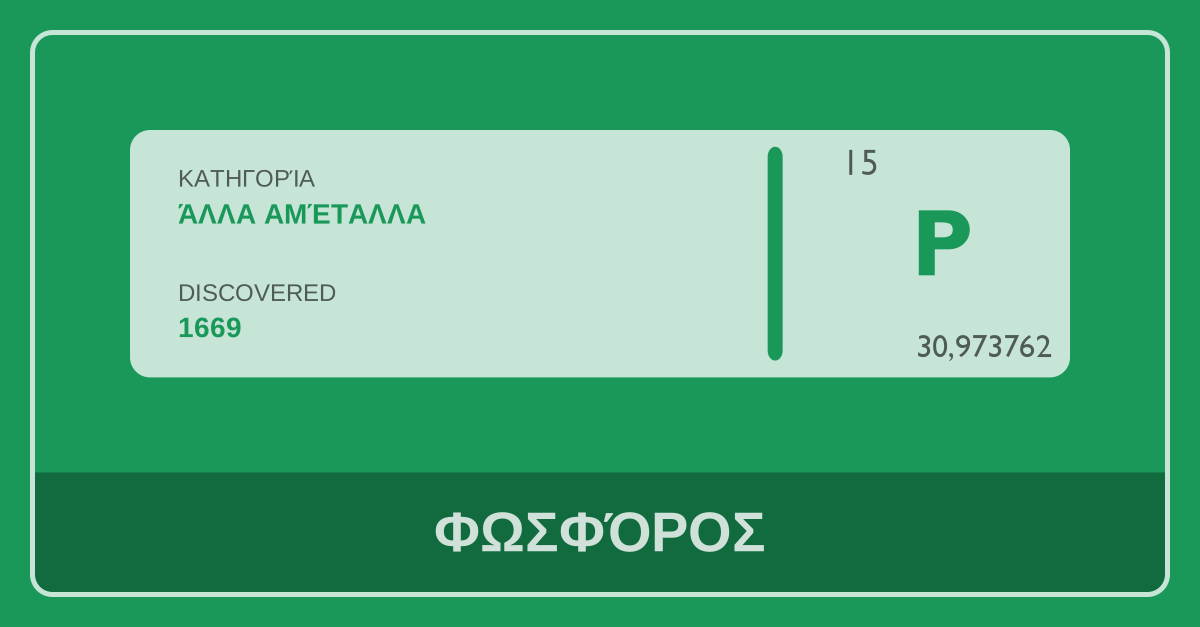 ΚΑΤΗΓΟΡΊΑ
ΆΛΛΑ ΑΜΈΤΑΛΛΑ
DISCOVERED
1669
15
P
30,973762
ΦΩΣΦΌΡΟΣ